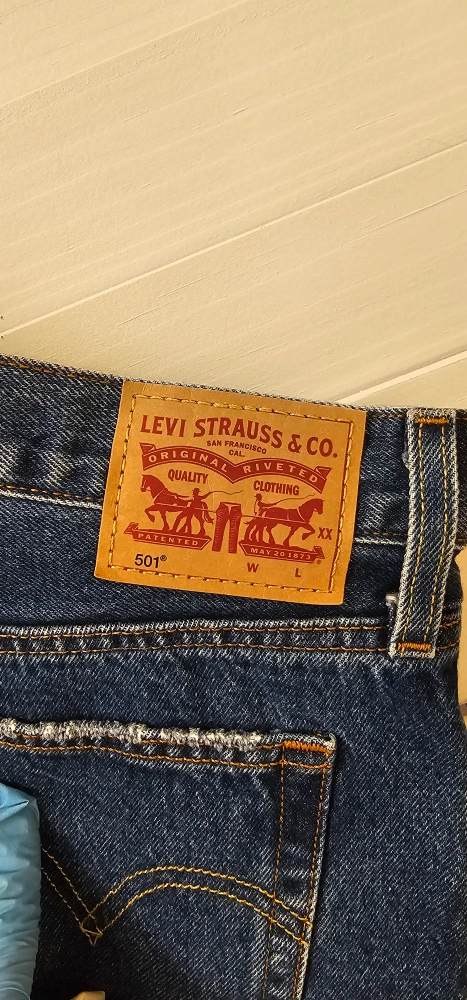 LEVI STRAUSS & CO.
SAN FRANCISCO
CAL.
ORIGINAL RIVETED
QUALITY CLOTHING
XX
PATENTED MAY 20 1873
501® W L